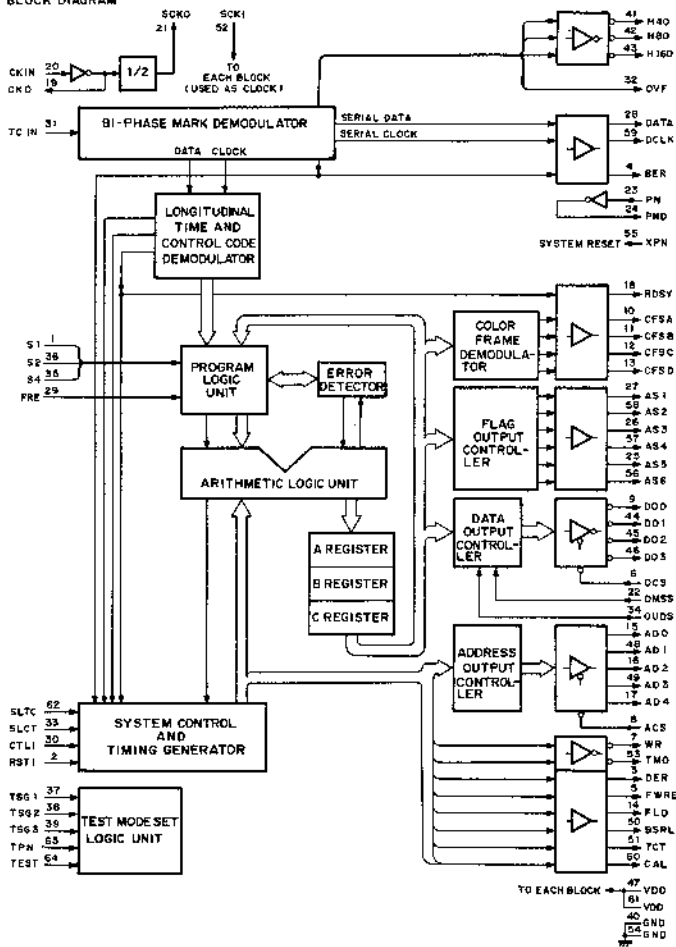 BLOCK DIAGRAM
SCKO
21
SCKI
52
TO
EACH BLOCK
(USED AS CLOCK)
CKIN 20
CKO 19
1/2
41 H40
42 H80
43 H160
32 OVF
TC IN 31
BI-PHASE MARK DEMODULATOR
DATA CLOCK
SERIAL DATA
SERIAL CLOCK
28 DATA
59 DCLK
4 BER
23 PN
24 PNO
SYSTEM RESET 55 XPN
LONGITUDINAL
TIME AND
CONTROL CODE
DEMODULATOR
18 RDSY
S1 1
S2 36
S4 35
FRE 29
PROGRAM
LOGIC
UNIT
ERROR
DETECTOR
COLOR
FRAME
DEMODULA-
TOR
10 CFSA
11 CFSB
12 CFSC
13 CFSD
FLAG
OUTPUT
CONTROL-
LER
27 AS1
58 AS2
26 AS3
57 AS4
25 AS5
56 AS6
ARITHMETIC LOGIC UNIT
A REGISTER
B REGISTER
C REGISTER
DATA
OUTPUT
CONTROL-
LER
9 DO0
44 DO1
45 DO2
46 DO3
6 DCS
22 DMSS
34 OUDS
ADDRESS
OUTPUT
CONTROL-
LER
15 AD0
48 AD1
16 AD2
49 AD3
17 AD4
8 ACS
SLTC 62
SLCT 33
CTLI 30
RSTI 2
SYSTEM CONTROL
AND
TIMING GENERATOR
7 WR
53 TMO
3 DER
5 FWRE
14 FLD
50 BSRL
51 TCT
60 CAL
TSG1 37
TSG2 38
TSG3 39
TPN 63
TEST 64
TEST MODE SET
LOGIC UNIT
TO EACH BLOCK 47 VDD
61 VDD
40 GND
54 GND